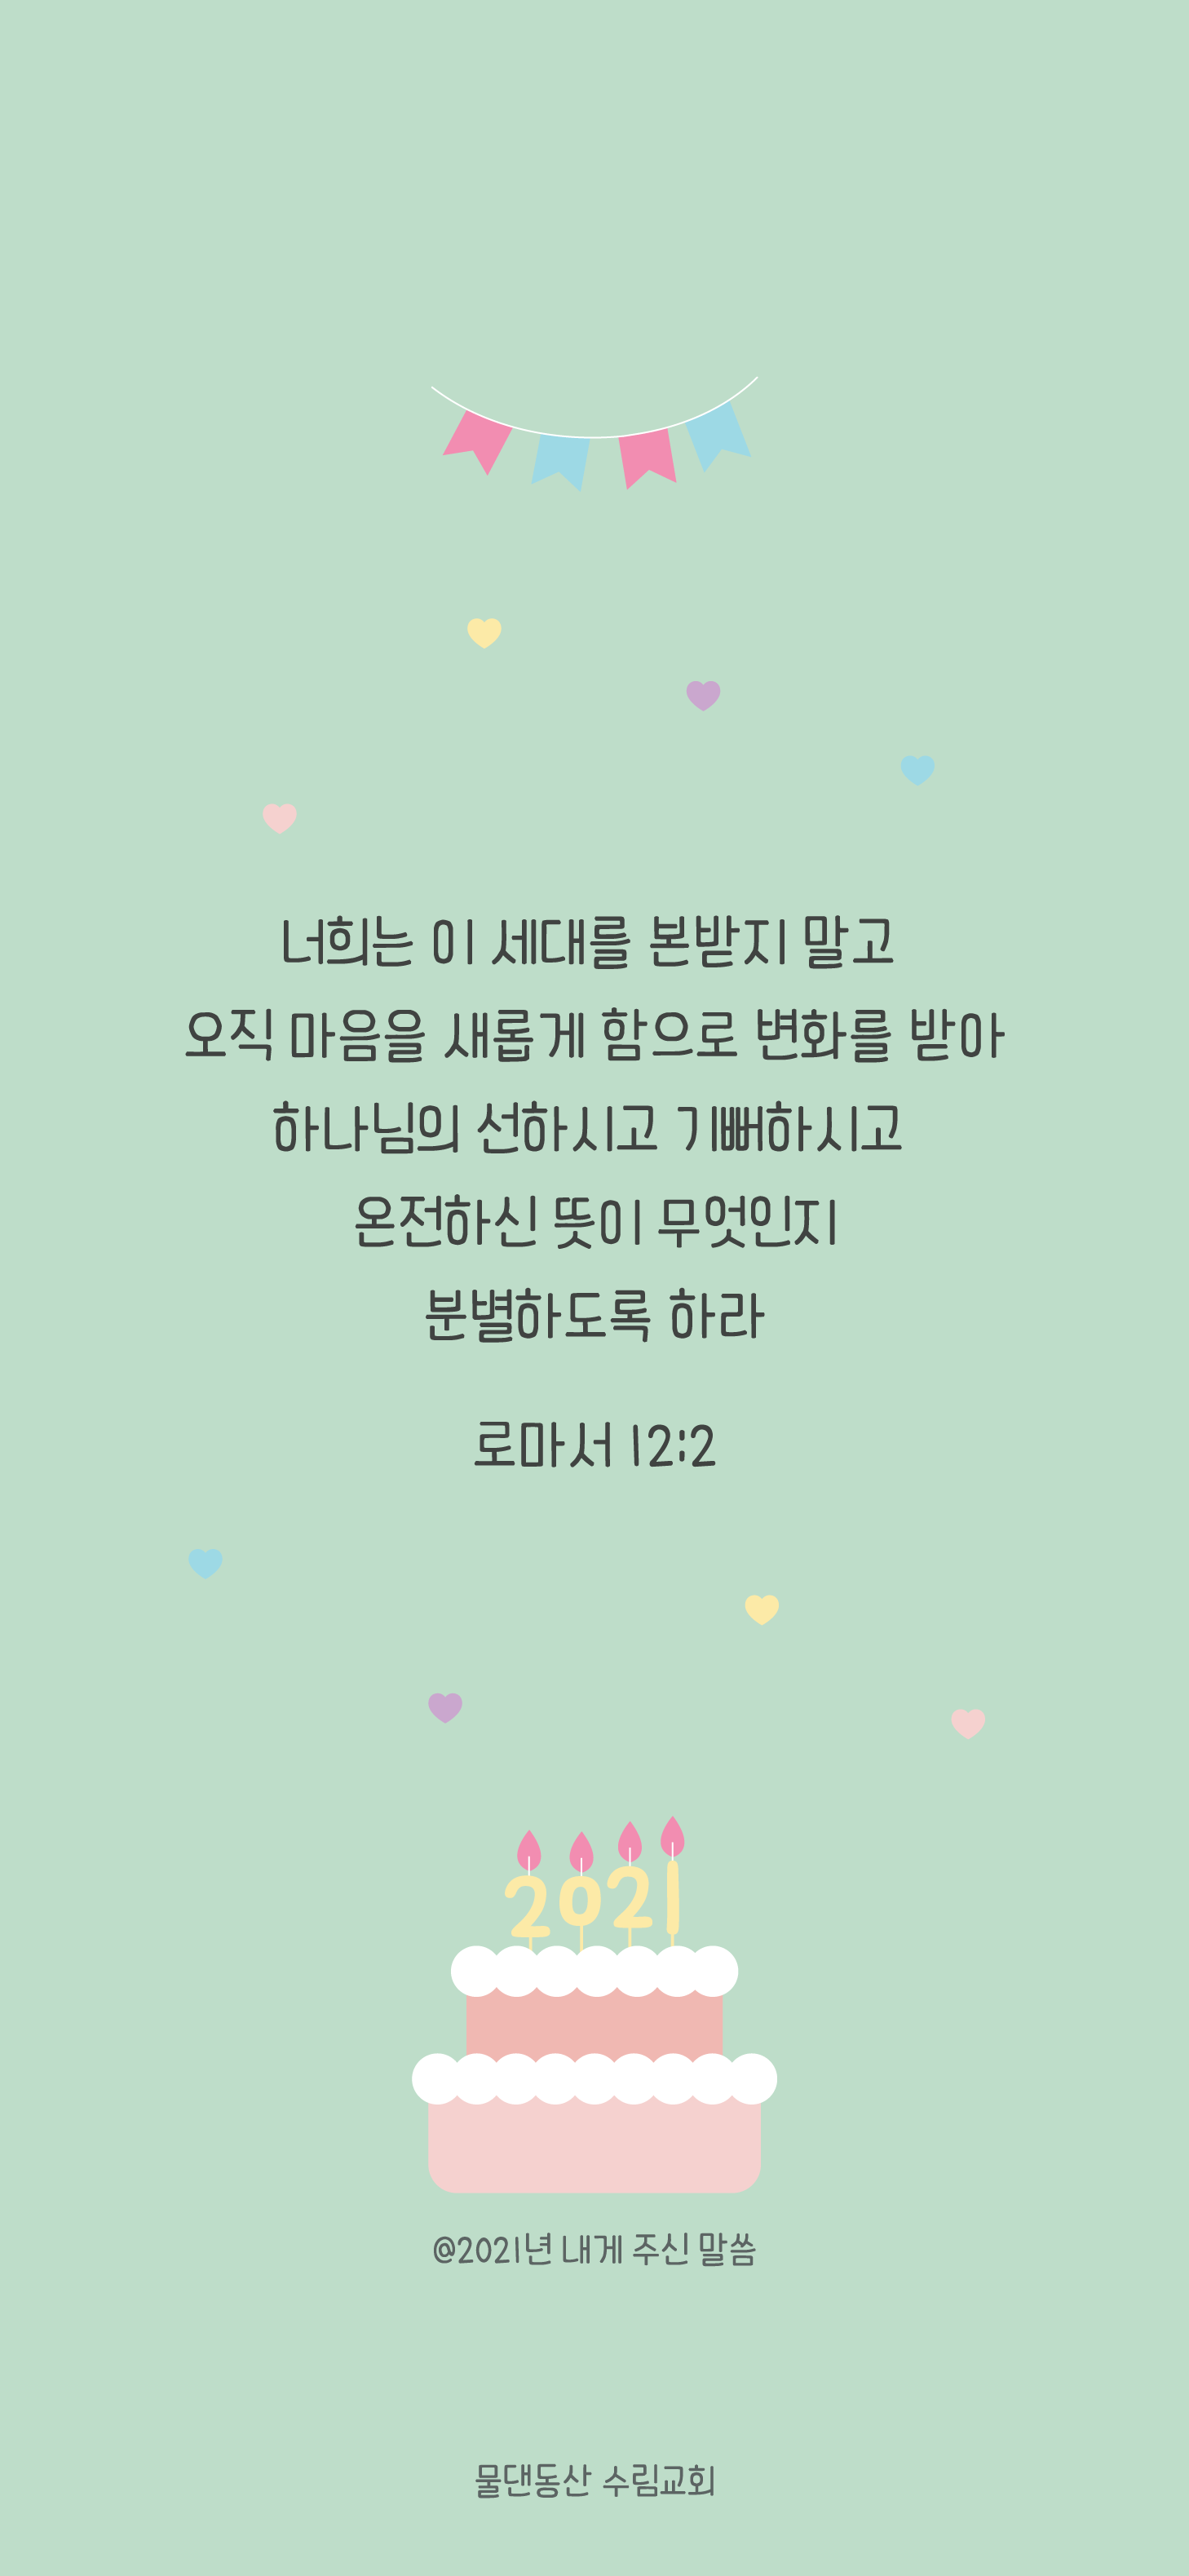 너희는 이 세대를 본받지 말고
오직 마음을 새롭게 함으로 변화를 받아
하나님의 선하시고 기뻐하시고
온전하신 뜻이 무엇인지
분별하도록 하라
로마서 12:2
2021
@2021년 내게 주신 말씀
물댄동산 수림교회